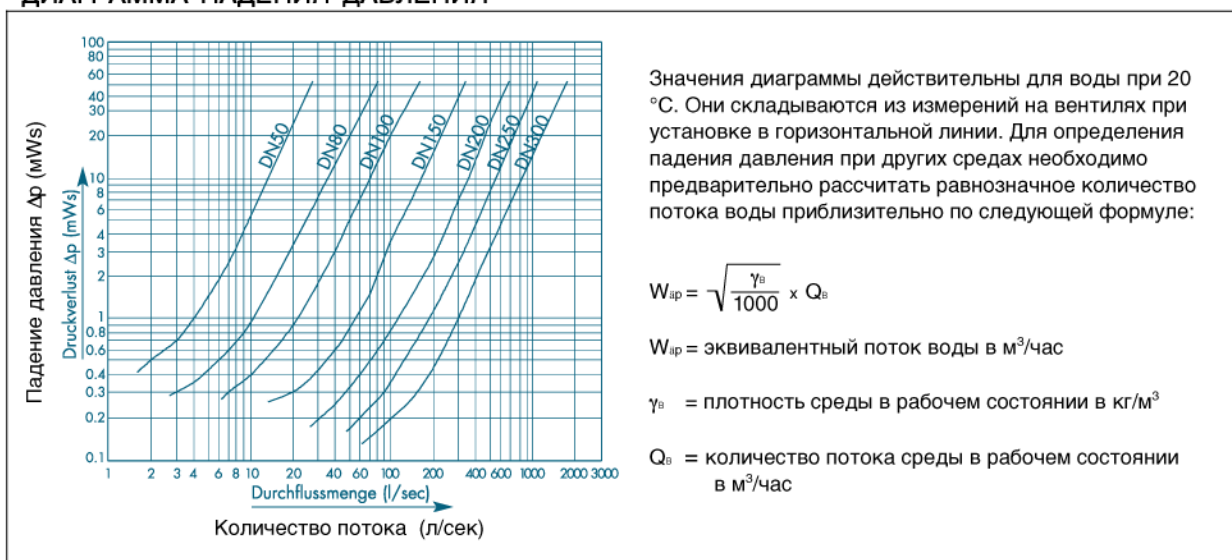 ДИАГРАММА ПАДЕНИЯ ДАВЛЕНИЯ
Падение давления Δp (mWs)
Druckverlust Δp (mWs)
100
80
60
40
30
20
10
8
6
4
3
2
1
0.8
0.6
0.4
0.3
0.2
0.1
DN50
DN80
DN100
DN150
DN200
DN250
DN300
1 2 3 4 6 8 10 20 40 60 100 200 400 600 1000 2000 3000
Durchflussmenge (l/sec)
Количество потока (л/сек)
Значения диаграммы действительны для воды при 20
°C. Они складываются из измерений на вентилях при
установке в горизонтальной линии. Для определения
падения давления при других средах необходимо
предварительно рассчитать равнозначное количество
потока воды приблизительно по следующей формуле:
Wäp = √(γв/1000) x Qв
Wäp = эквивалентный поток воды в м³/час
γв = плотность среды в рабочем состоянии в кг/м³
Qв = количество потока среды в рабочем состоянии
в м³/час